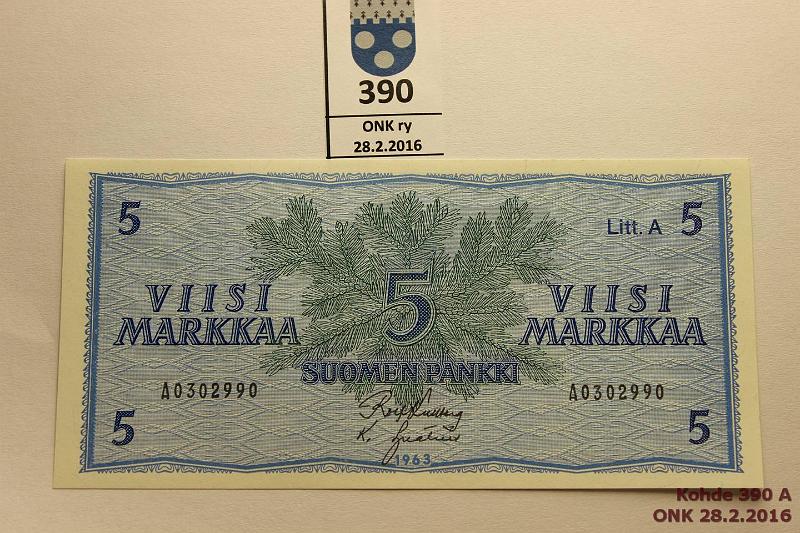 390
ONK ry
28.2.2016
5 Litt. A 5
VIISI MARKKAA
5
VIISI MARKKAA
SUOMEN PANKKI
A0302990 A0302990
5 5
1963
Kohde 390 A
ONK 28.2.2016